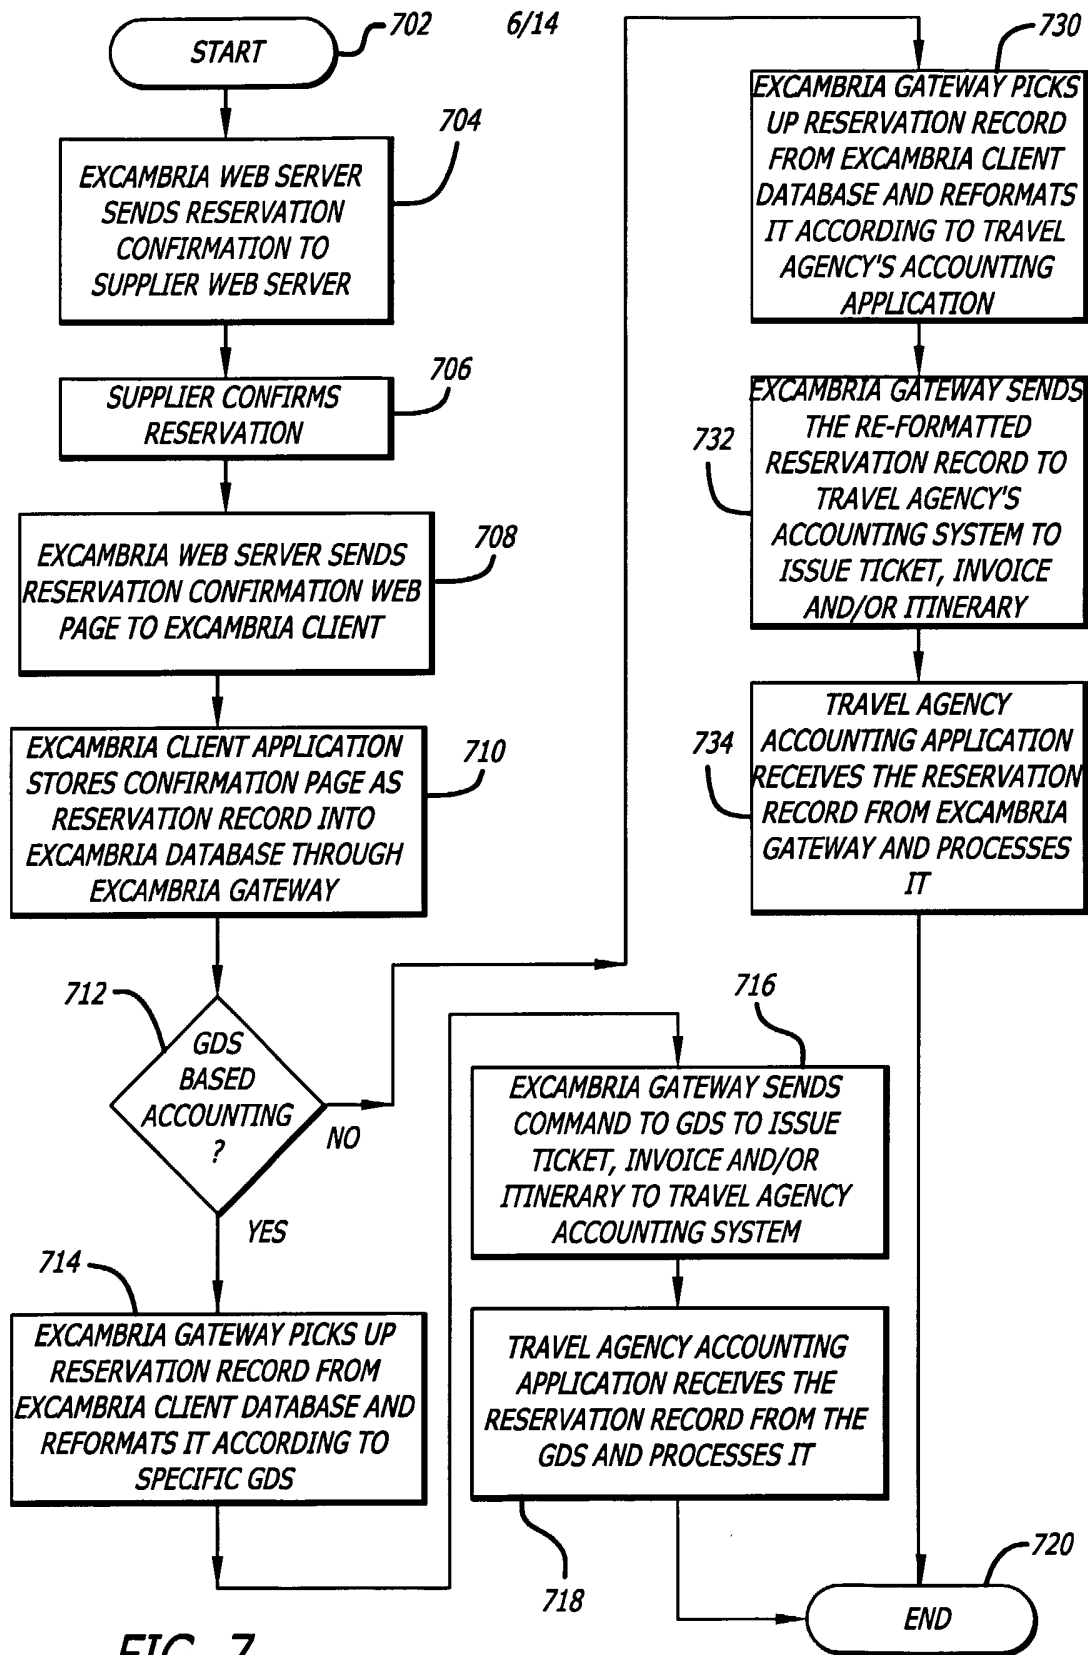 6/14
702
START
704
EXCAMBRIA WEB SERVER
SENDS RESERVATION
CONFIRMATION TO
SUPPLIER WEB SERVER
706
SUPPLIER CONFIRMS
RESERVATION
708
EXCAMBRIA WEB SERVER SENDS
RESERVATION CONFIRMATION WEB
PAGE TO EXCAMBRIA CLIENT
710
EXCAMBRIA CLIENT APPLICATION
STORES CONFIRMATION PAGE AS
RESERVATION RECORD INTO
EXCAMBRIA DATABASE THROUGH
EXCAMBRIA GATEWAY
712
GDS
BASED
ACCOUNTING
?
NO
YES
714
EXCAMBRIA GATEWAY PICKS UP
RESERVATION RECORD FROM
EXCAMBRIA CLIENT DATABASE AND
REFORMATS IT ACCORDING TO
SPECIFIC GDS
716
EXCAMBRIA GATEWAY SENDS
COMMAND TO GDS TO ISSUE
TICKET, INVOICE AND/OR
ITINERARY TO TRAVEL AGENCY
ACCOUNTING SYSTEM
TRAVEL AGENCY ACCOUNTING
APPLICATION RECEIVES THE
RESERVATION RECORD FROM THE
GDS AND PROCESSES IT
718
730
EXCAMBRIA GATEWAY PICKS
UP RESERVATION RECORD
FROM EXCAMBRIA CLIENT
DATABASE AND REFORMATS
IT ACCORDING TO TRAVEL
AGENCY'S ACCOUNTING
APPLICATION
732
EXCAMBRIA GATEWAY SENDS
THE RE-FORMATTED
RESERVATION RECORD TO
TRAVEL AGENCY'S
ACCOUNTING SYSTEM TO
ISSUE TICKET, INVOICE
AND/OR ITINERARY
734
TRAVEL AGENCY
ACCOUNTING APPLICATION
RECEIVES THE RESERVATION
RECORD FROM EXCAMBRIA
GATEWAY AND PROCESSES
IT
720
END
FIG. 7